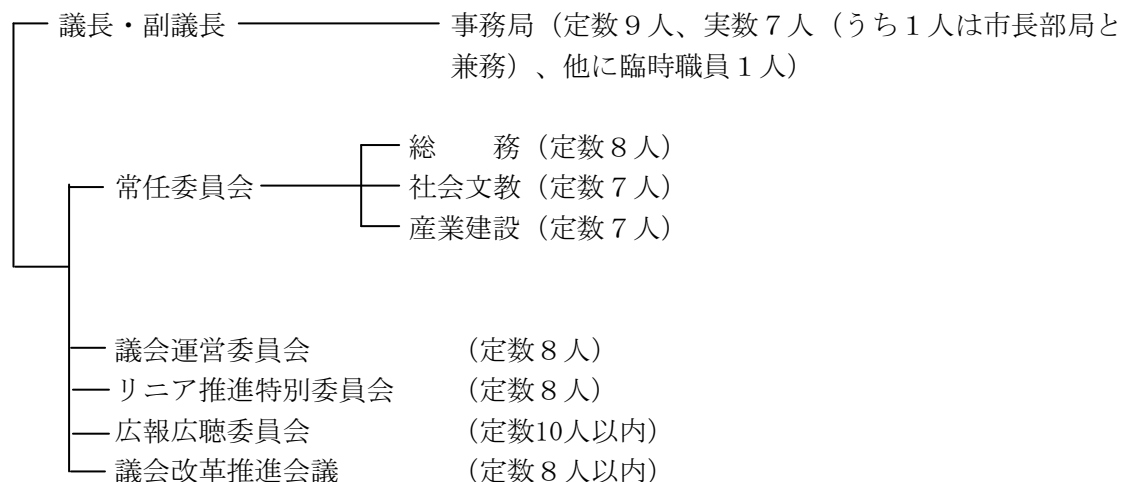 議長・副議長 事務局(定数9人、実数7人(うち1人は市長部局と
兼務)、他に臨時職員1人)
総 務(定数8人)
常任委員会 社会文教(定数7人)
産業建設(定数7人)
議会運営委員会 (定数8人)
リニア推進特別委員会 (定数8人)
広報広聴委員会 (定数10人以内)
議会改革推進会議 (定数8人以内)